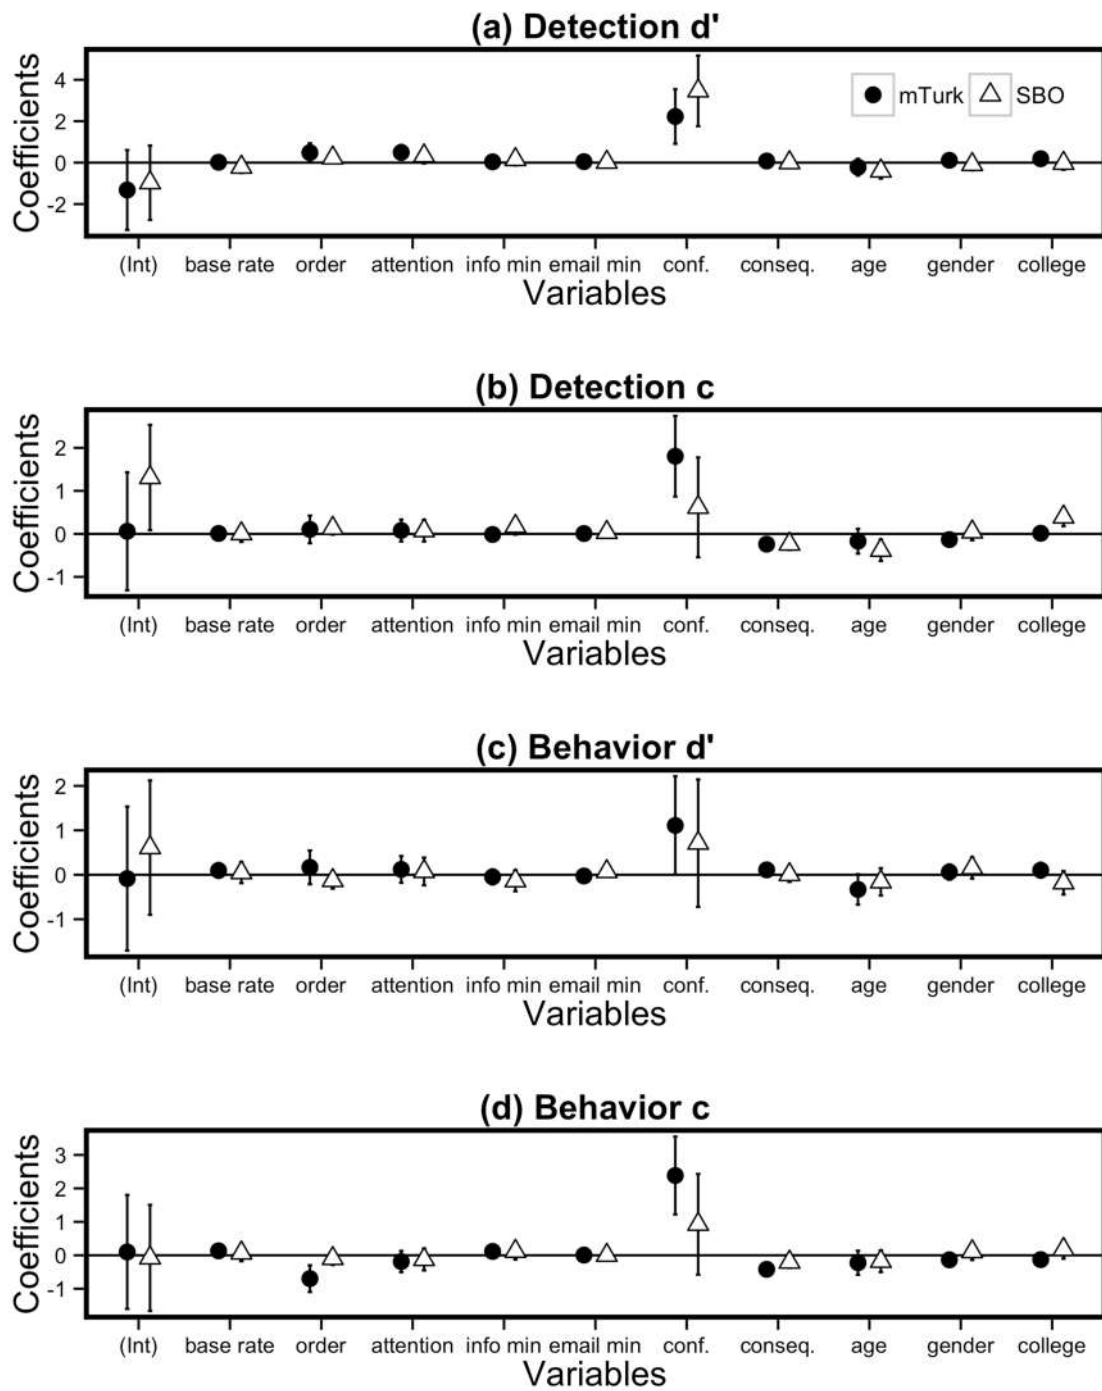 (a) Detection d'
Coefficients
4
2
0
-2
mTurk SBO
(Int) base rate order attention info min email min conf. conseq. age gender college
Variables
(b) Detection c
Coefficients
2
1
0
-1
(Int) base rate order attention info min email min conf. conseq. age gender college
Variables
(c) Behavior d'
Coefficients
2
1
0
-1
(Int) base rate order attention info min email min conf. conseq. age gender college
Variables
(d) Behavior c
Coefficients
3
2
1
0
-1
(Int) base rate order attention info min email min conf. conseq. age gender college
Variables